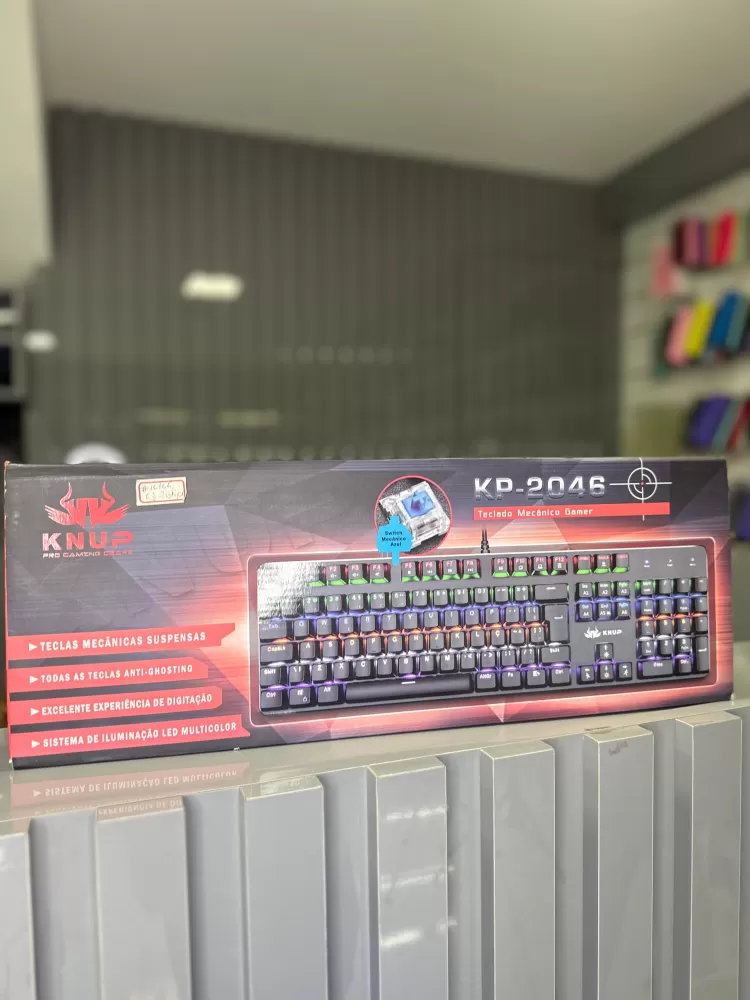 KNUP
PRO GAMING GEARS
KP-2046
Teclado Mecânico Gamer
Switch
Mecânico
Azul
TECLAS MECÂNICAS SUSPENSAS
TODAS AS TECLAS ANTI-GHOSTING
EXCELENTE EXPERIÊNCIA DE DIGITAÇÃO
SISTEMA DE ILUMINAÇÃO LED MULTICOLOR
KNUP